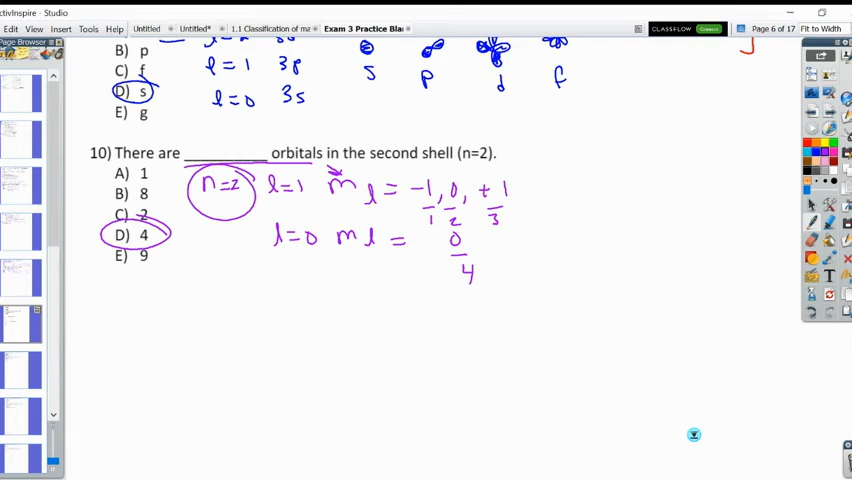 ctivInspire - Studio
Edit View Insert Tools Help Untitled Untitled* 1.1 Classification of ma Exam 3 Practice Blan CLASSFLOW Connect Page 6 of 17 Fit to Width
Page Browser
B) p
C) f l = 1 3p s p d f
D) s l = 0 3s
E) g
10) There are __________ orbitals in the second shell (n=2).
A) 1 n=2 l=1 m l = -1, 0, +1
B) 8 1 2 3
C) 2
D) 4 l=0 m l = 0
E) 9 4